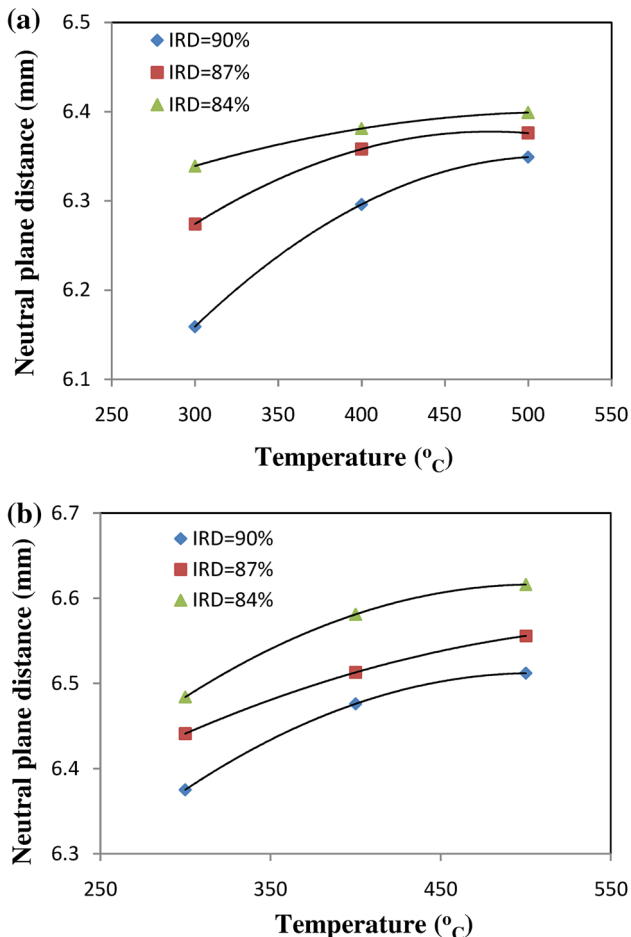 (a)
6.5
6.4
6.3
6.2
6.1
Neutral plane distance (mm)
IRD=90%
IRD=87%
IRD=84%
250 300 350 400 450 500 550
Temperature (ºC)
(b)
6.7
6.6
6.5
6.4
6.3
Neutral plane distance (mm)
IRD=90%
IRD=87%
IRD=84%
250 350 450 550
Temperature (ºC)